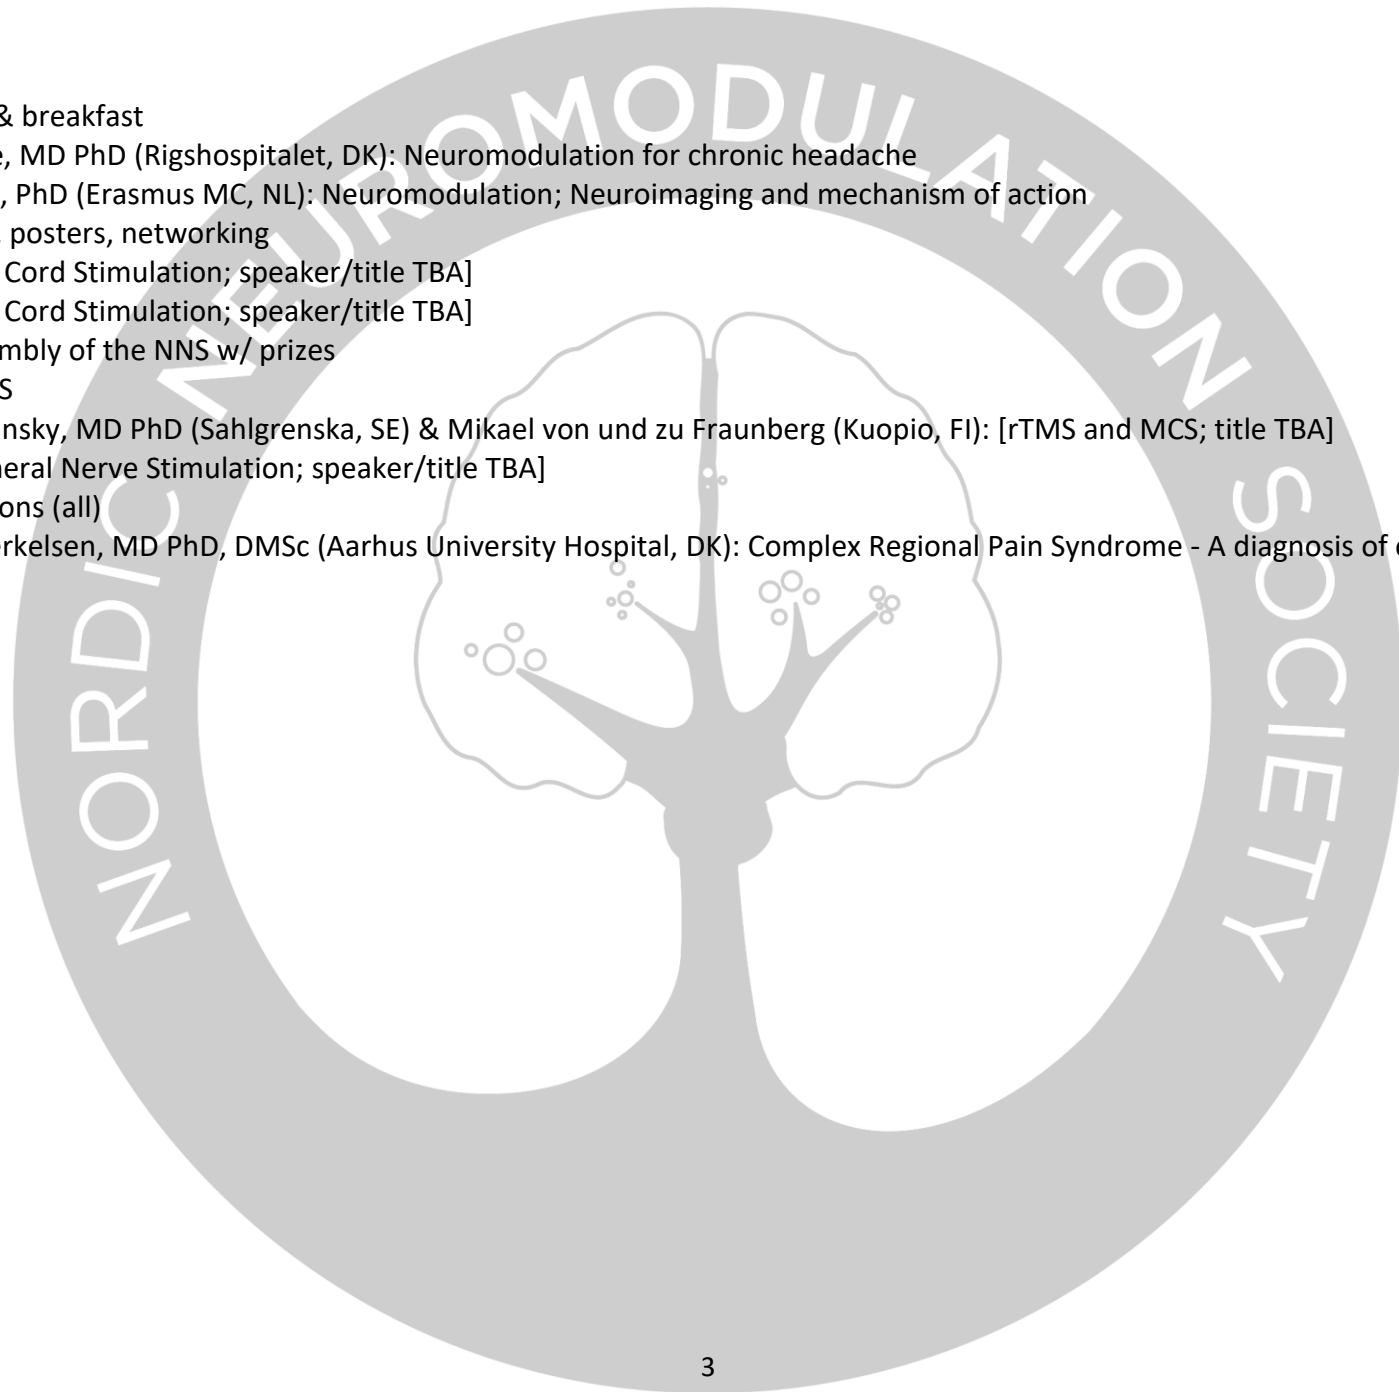 & breakfast
, MD PhD (Rigshospitalet, DK): Neuromodulation for chronic headache
, PhD (Erasmus MC, NL): Neuromodulation; Neuroimaging and mechanism of action
, posters, networking
Cord Stimulation; speaker/title TBA]
Cord Stimulation; speaker/title TBA]
mbly of the NNS w/ prizes
S
nsky, MD PhD (Sahlgrenska, SE) & Mikael von und zu Fraunberg (Kuopio, FI): [rTMS and MCS; title TBA]
eral Nerve Stimulation; speaker/title TBA]
ons (all)
erkelsen, MD PhD, DMSc (Aarhus University Hospital, DK): Complex Regional Pain Syndrome - A diagnosis of
NORDIC NEUROMODULATION SOCIETY
3